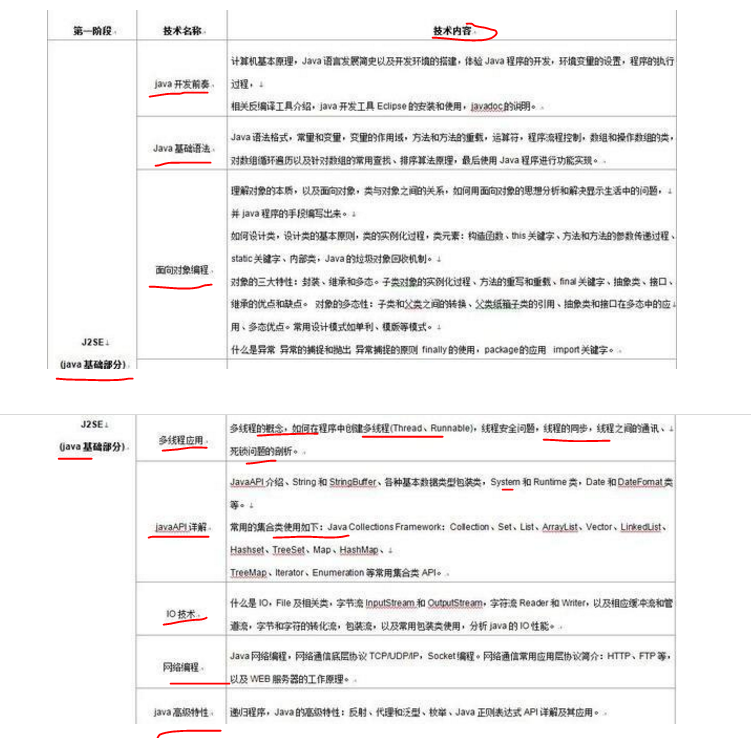 第一阶段 技术名称 技术内容
java 开发前奏
计算机基本原理，Java 语言发展简史以及开发环境的搭建，体验 Java 程序的开发，环境变量的设置，程序的执行
过程，
相关反编译工具介绍，java 开发工具 Eclipse 的安装和使用，javadoc 的说明。
Java 基础语法
Java 语法格式，常量和变量，变量的作用域，方法和方法的重载，运算符，程序流程控制，数组和操作数组的类，
对数组循环遍历以及针对数组的常用查找、排序算法原理，最后使用 Java 程序进行功能实现。
面向对象编程
理解对象的本质，以及面向对象，类与对象之间的关系，如何用面向对象的思想分析和解决显示生活中的问题，
并 java 程序的手段编写出来。
如何设计类，设计类的基本原则，类的实例化过程，类元素：构造函数、this 关键字、方法和方法的参数传递过程、
static 关键字、内部类，Java 的垃圾对象回收机制。
对象的三大特性：封装、继承和多态。子类对象的实例化过程、方法的重写和重载、final 关键字、抽象类、接口、
继承的优点和缺点。 对象的多态性：子类和父类之间的转换、父类纸箱子类的引用、抽象类和接口在多态中的应
用、多态优点。常用设计模式如单利、模版等模式。
什么是异常 异常的捕捉和抛出 异常捕捉的原则 finally 的使用，package 的应用 import 关键字。
J2SE
(java 基础部分)
J2SE
(java 基础部分)
多线程应用
多线程的概念，如何在程序中创建多线程(Thread、Runnable)，线程安全问题，线程的同步，线程之间的通讯、
死锁问题的剖析。
javaAPI 详解
JavaAPI 介绍、String 和 StringBuffer、各种基本数据类型包装类，System 和 Runtime 类，Date 和 DateFomat 类
等。
常用的集合类使用如下：Java Collections Framework：Collection、Set、List、ArrayList、Vector、LinkedList、
Hashset、TreeSet、Map、HashMap、
TreeMap、Iterator、Enumeration 等常用集合类 API。
IO 技术
什么是 IO，File 及相关类，字节流 InputStream 和 OutputStream，字符流 Reader 和 Writer，以及相应缓冲流和管
道流，字节和字符的转化流，包装流，以及常用包装类使用，分析 java 的 IO 性能。
网络编程
Java 网络编程，网络通信底层协议 TCP/UDP/IP，Socket 编程。网络通信常用应用层协议简介：HTTP、FTP 等，
以及 WEB 服务器的工作原理。
java 高级特性
递归程序，Java 的高级特性：反射、代理和泛型、枚举、Java 正则表达式 API 详解及其应用。